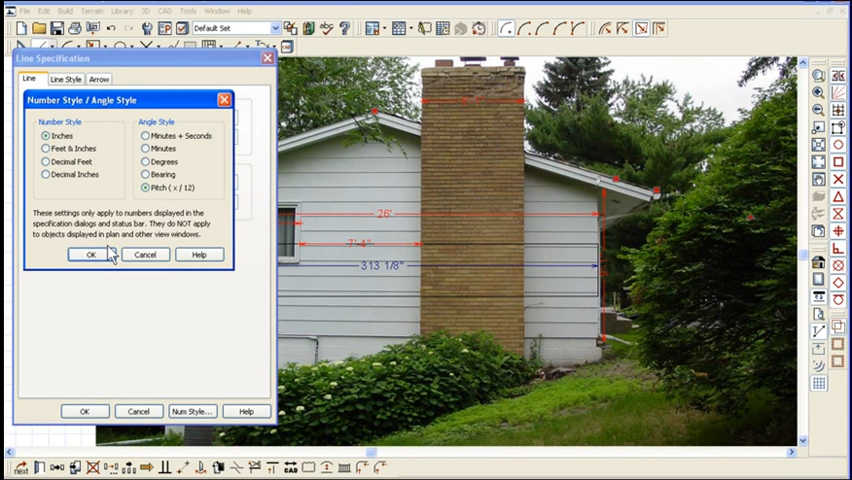 File Edit Build Terrain Library 3D CAD Tools Window Help
Default Set
Line Specification
Line Line Style Arrow
Number Style / Angle Style
Number Style
Inches
Feet & Inches
Decimal Feet
Decimal Inches
Angle Style
Minutes + Seconds
Minutes
Degrees
Bearing
Pitch ( x / 12)
These settings only apply to numbers displayed in the
specification dialogs and status bar. They do NOT apply
to objects displayed in plan and other view windows.
OK Cancel Help
OK Cancel Num Style... Help
26"
7'-4"
313 1/8"
next
CAD